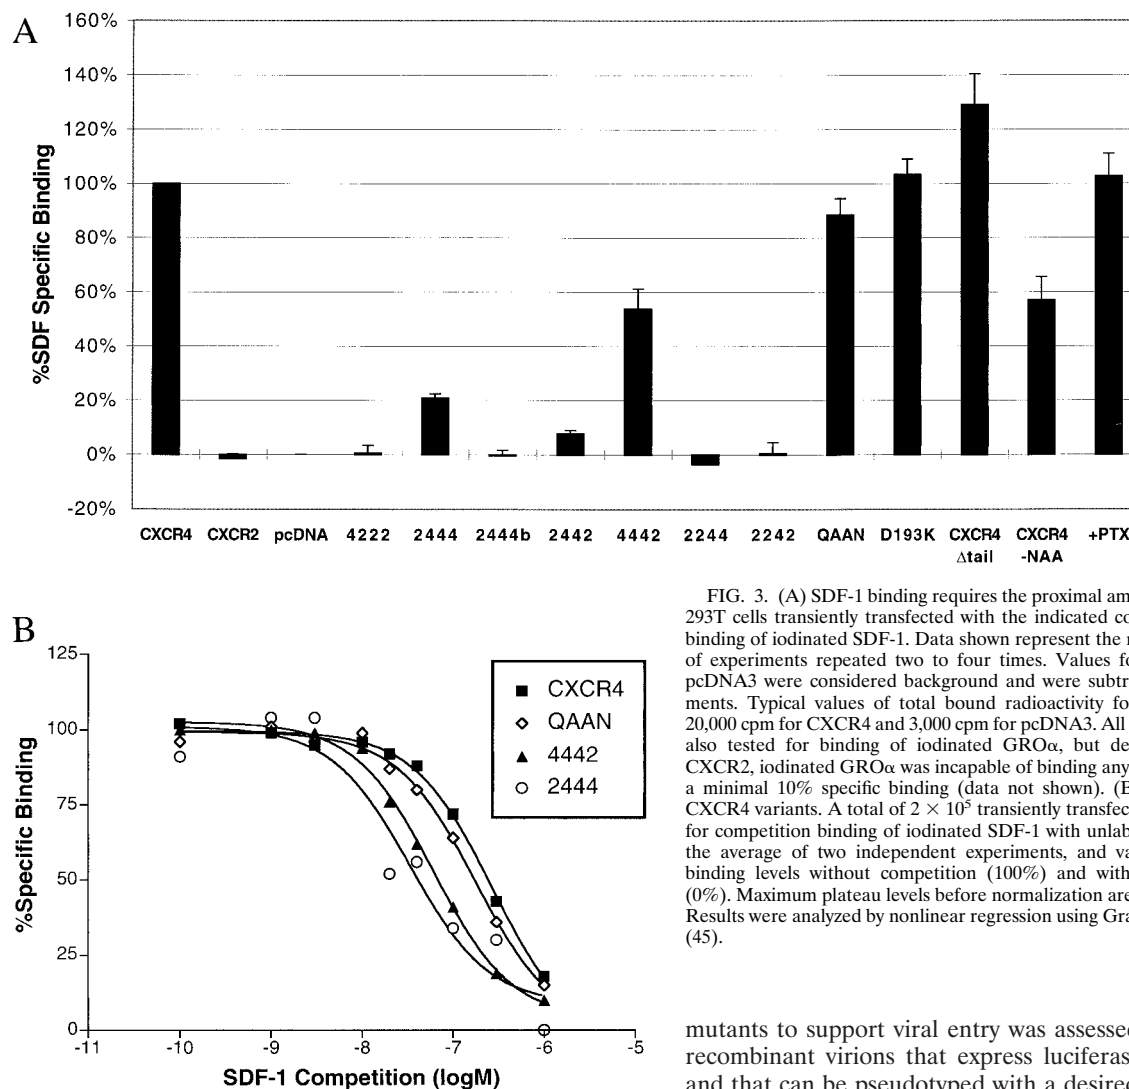 A
160%
140%
120%
100%
80%
60%
40%
20%
0%
-20%
%SDF Specific Binding
CXCR4 CXCR2 pcDNA 4222 2444 2444b 2442 4442 2244 2242 QAAN D193K CXCR4 CXCR4 +PTX
Δtail -NAA
B
125
100
75
50
25
0
%Specific Binding
-11 -10 -9 -8 -7 -6 -5
SDF-1 Competition (logM)
CXCR4
QAAN
4442
2444
FIG. 3. (A) SDF-1 binding requires the proximal am
293T cells transiently transfected with the indicated co
binding of iodinated SDF-1. Data shown represent the
of experiments repeated two to four times. Values fo
pcDNA3 were considered background and were subtr
ments. Typical values of total bound radioactivity fo
20,000 cpm for CXCR4 and 3,000 cpm for pcDNA3. All
also tested for binding of iodinated GROα, but de
CXCR2, iodinated GROα was incapable of binding any
a minimal 10% specific binding (data not shown). (B
CXCR4 variants. A total of 2 × 10⁵ transiently transfec
for competition binding of iodinated SDF-1 with unlab
the average of two independent experiments, and va
binding levels without competition (100%) and with
(0%). Maximum plateau levels before normalization are
Results were analyzed by nonlinear regression using Gra
(45).
mutants to support viral entry was assessed
recombinant virions that express luciferas
and that can be pseudotyped with a desired